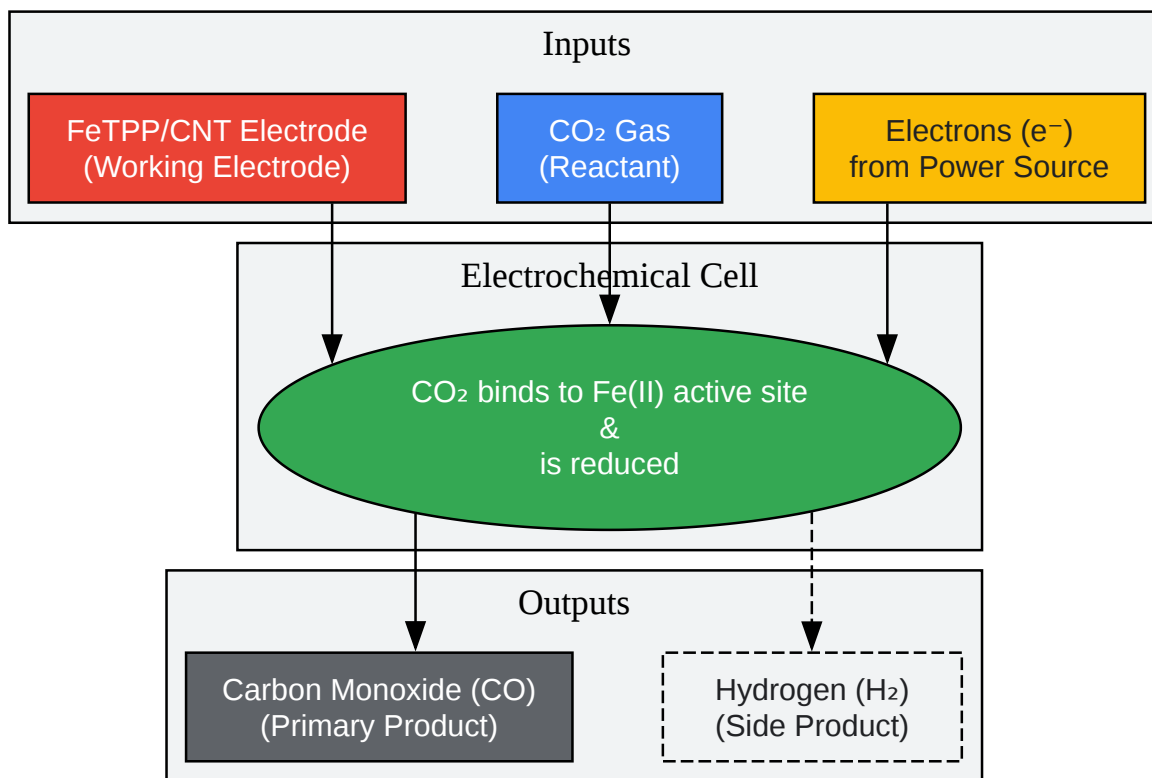 Inputs
FeTPP/CNT Electrode
(Working Electrode)
CO₂ Gas
(Reactant)
Electrons (e⁻)
from Power Source
Electrochemical Cell
CO₂ binds to Fe(II) active site
&
is reduced
Outputs
Carbon Monoxide (CO)
(Primary Product)
Hydrogen (H₂)
(Side Product)